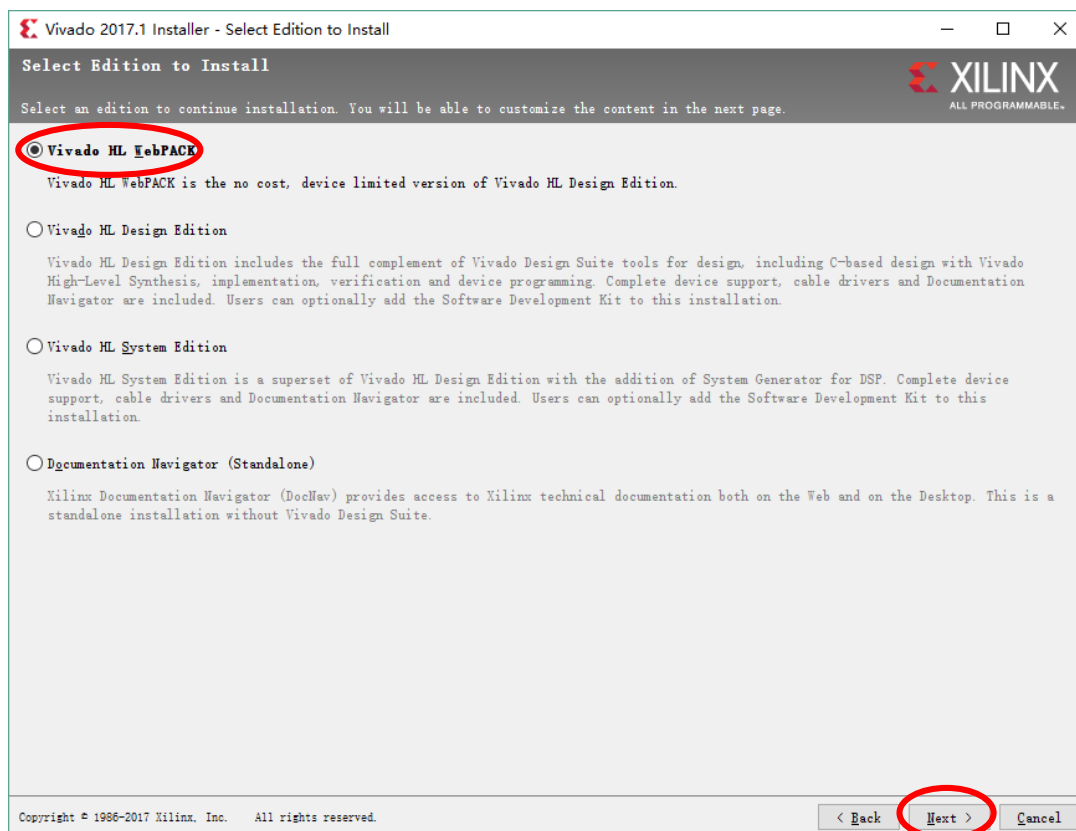 Vivado 2017.1 Installer - Select Edition to Install
Select Edition to Install
XILINX
ALL PROGRAMMABLE™
Select an edition to continue installation. You will be able to customize the content in the next page.
Vivado HL WebPACK
Vivado HL WebPACK is the no cost, device limited version of Vivado HL Design Edition.
Vivado HL Design Edition
Vivado HL Design Edition includes the full complement of Vivado Design Suite tools for design, including C-based design with Vivado
High-Level Synthesis, implementation, verification and device programming. Complete device support, cable drivers and Documentation
Navigator are included. Users can optionally add the Software Development Kit to this installation.
Vivado HL System Edition
Vivado HL System Edition is a superset of Vivado HL Design Edition with the addition of System Generator for DSP. Complete device
support, cable drivers and Documentation Navigator are included. Users can optionally add the Software Development Kit to this
installation.
Documentation Navigator (Standalone)
Xilinx Documentation Navigator (DocNav) provides access to Xilinx technical documentation both on the Web and on the Desktop. This is a
standalone installation without Vivado Design Suite.
Copyright © 1986-2017 Xilinx, Inc. All rights reserved.
< Back Next > Cancel